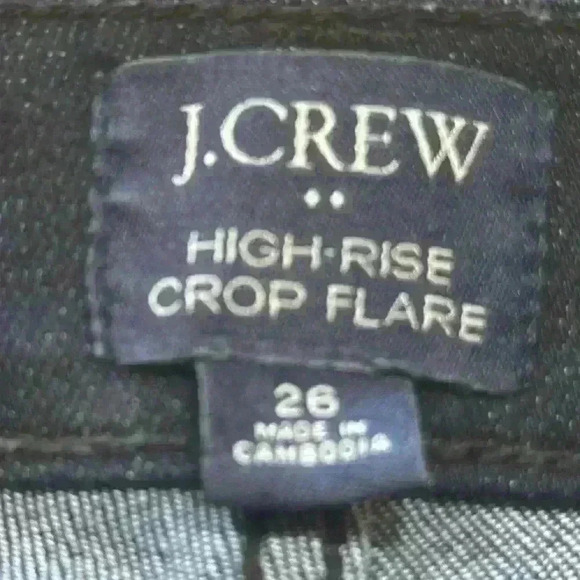 J.CREW
HIGH-RISE
CROP FLARE
26
MADE IN
CAMBODIA